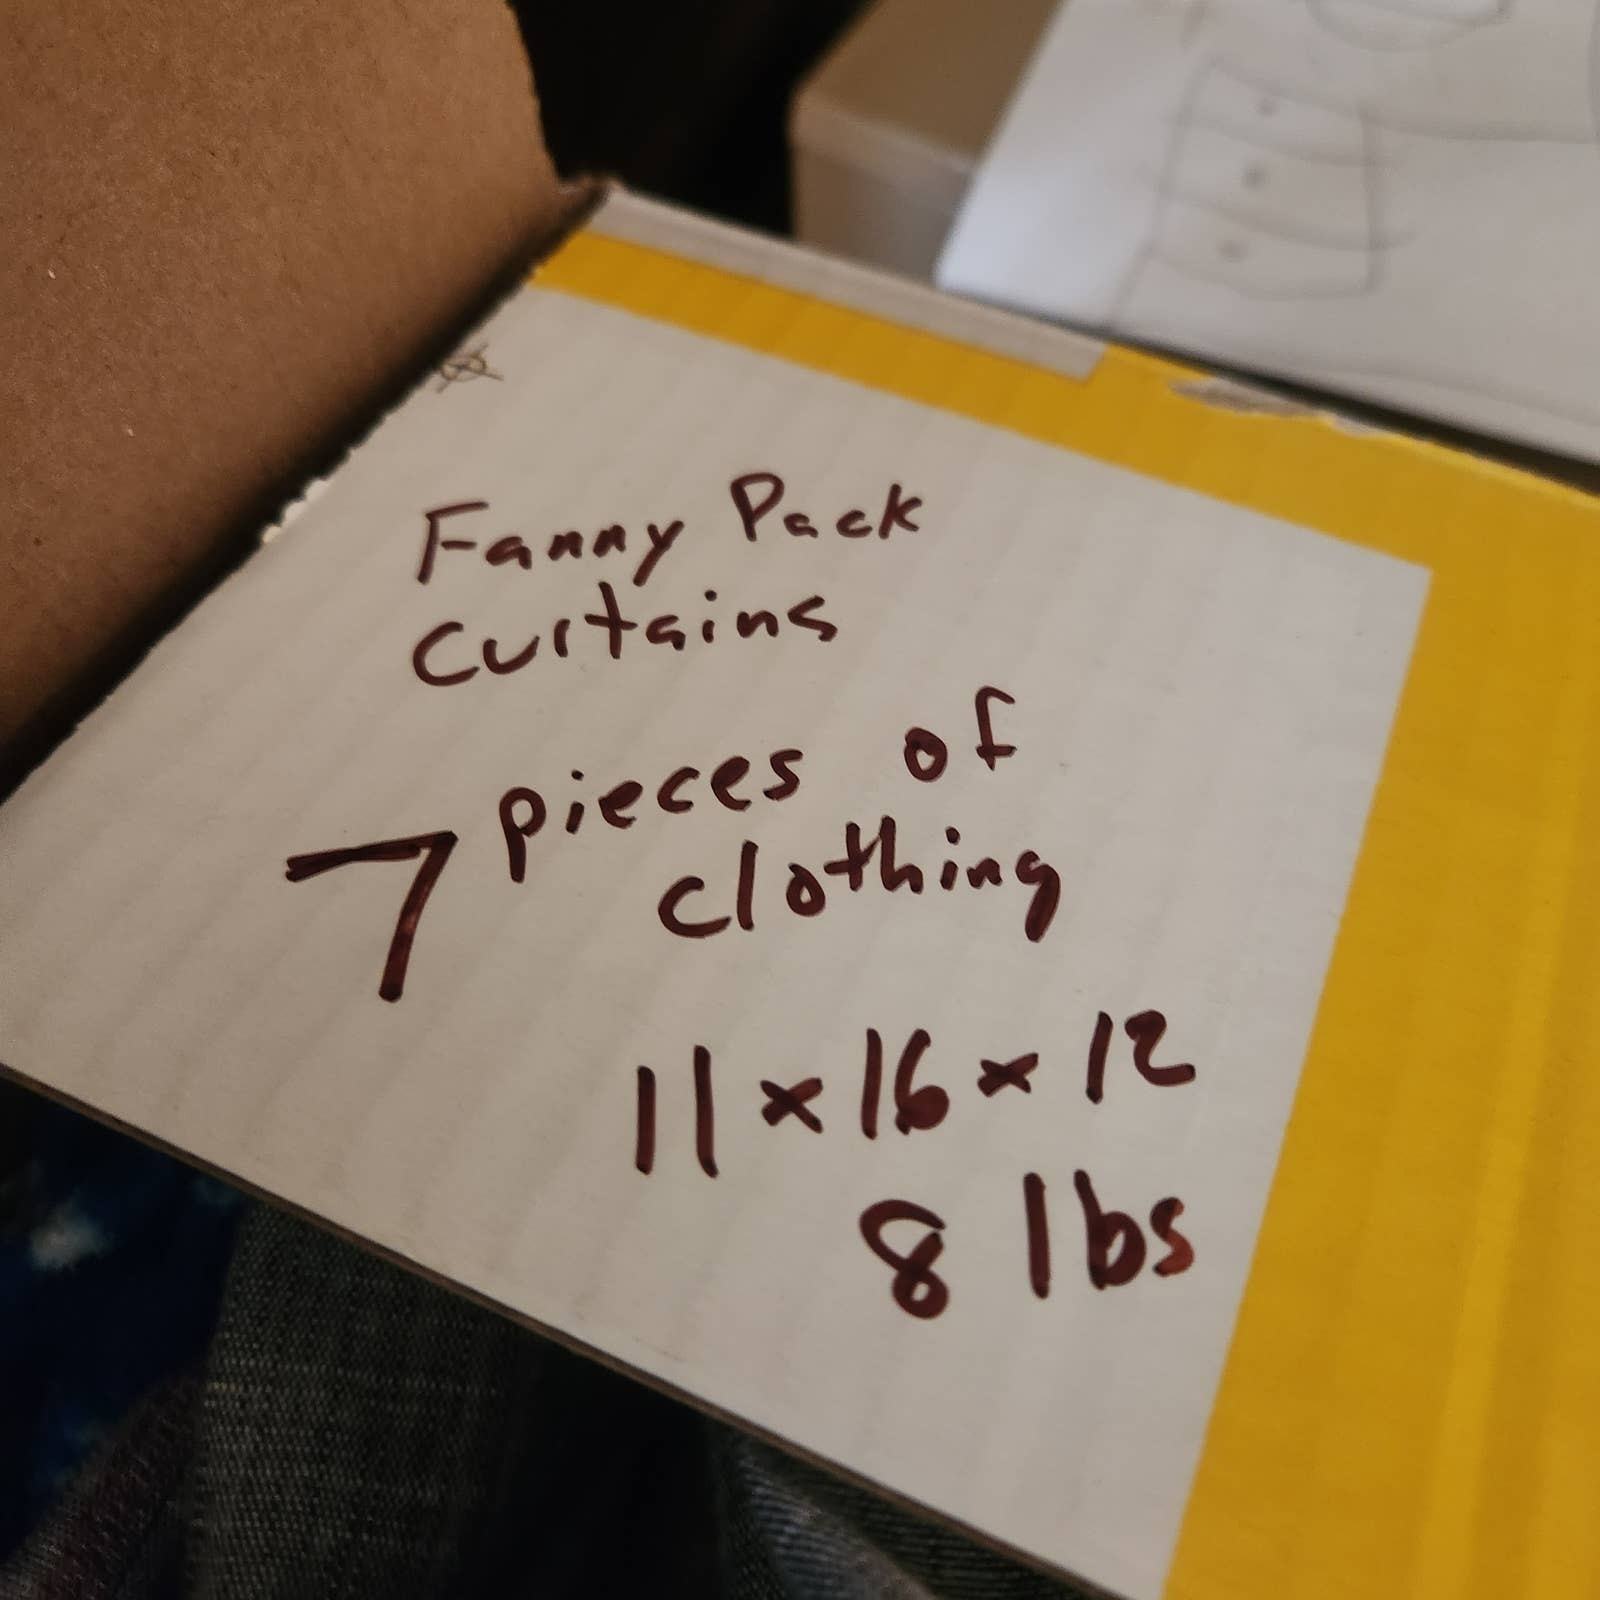 Fanny Pack
Curtains
7 pieces of
clothing
11 x 16 x 12
8 lbs